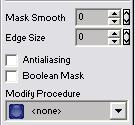 Mask Smooth 0
Edge Size 0
Antialiasing
Boolean Mask
Modify Procedure
<none>